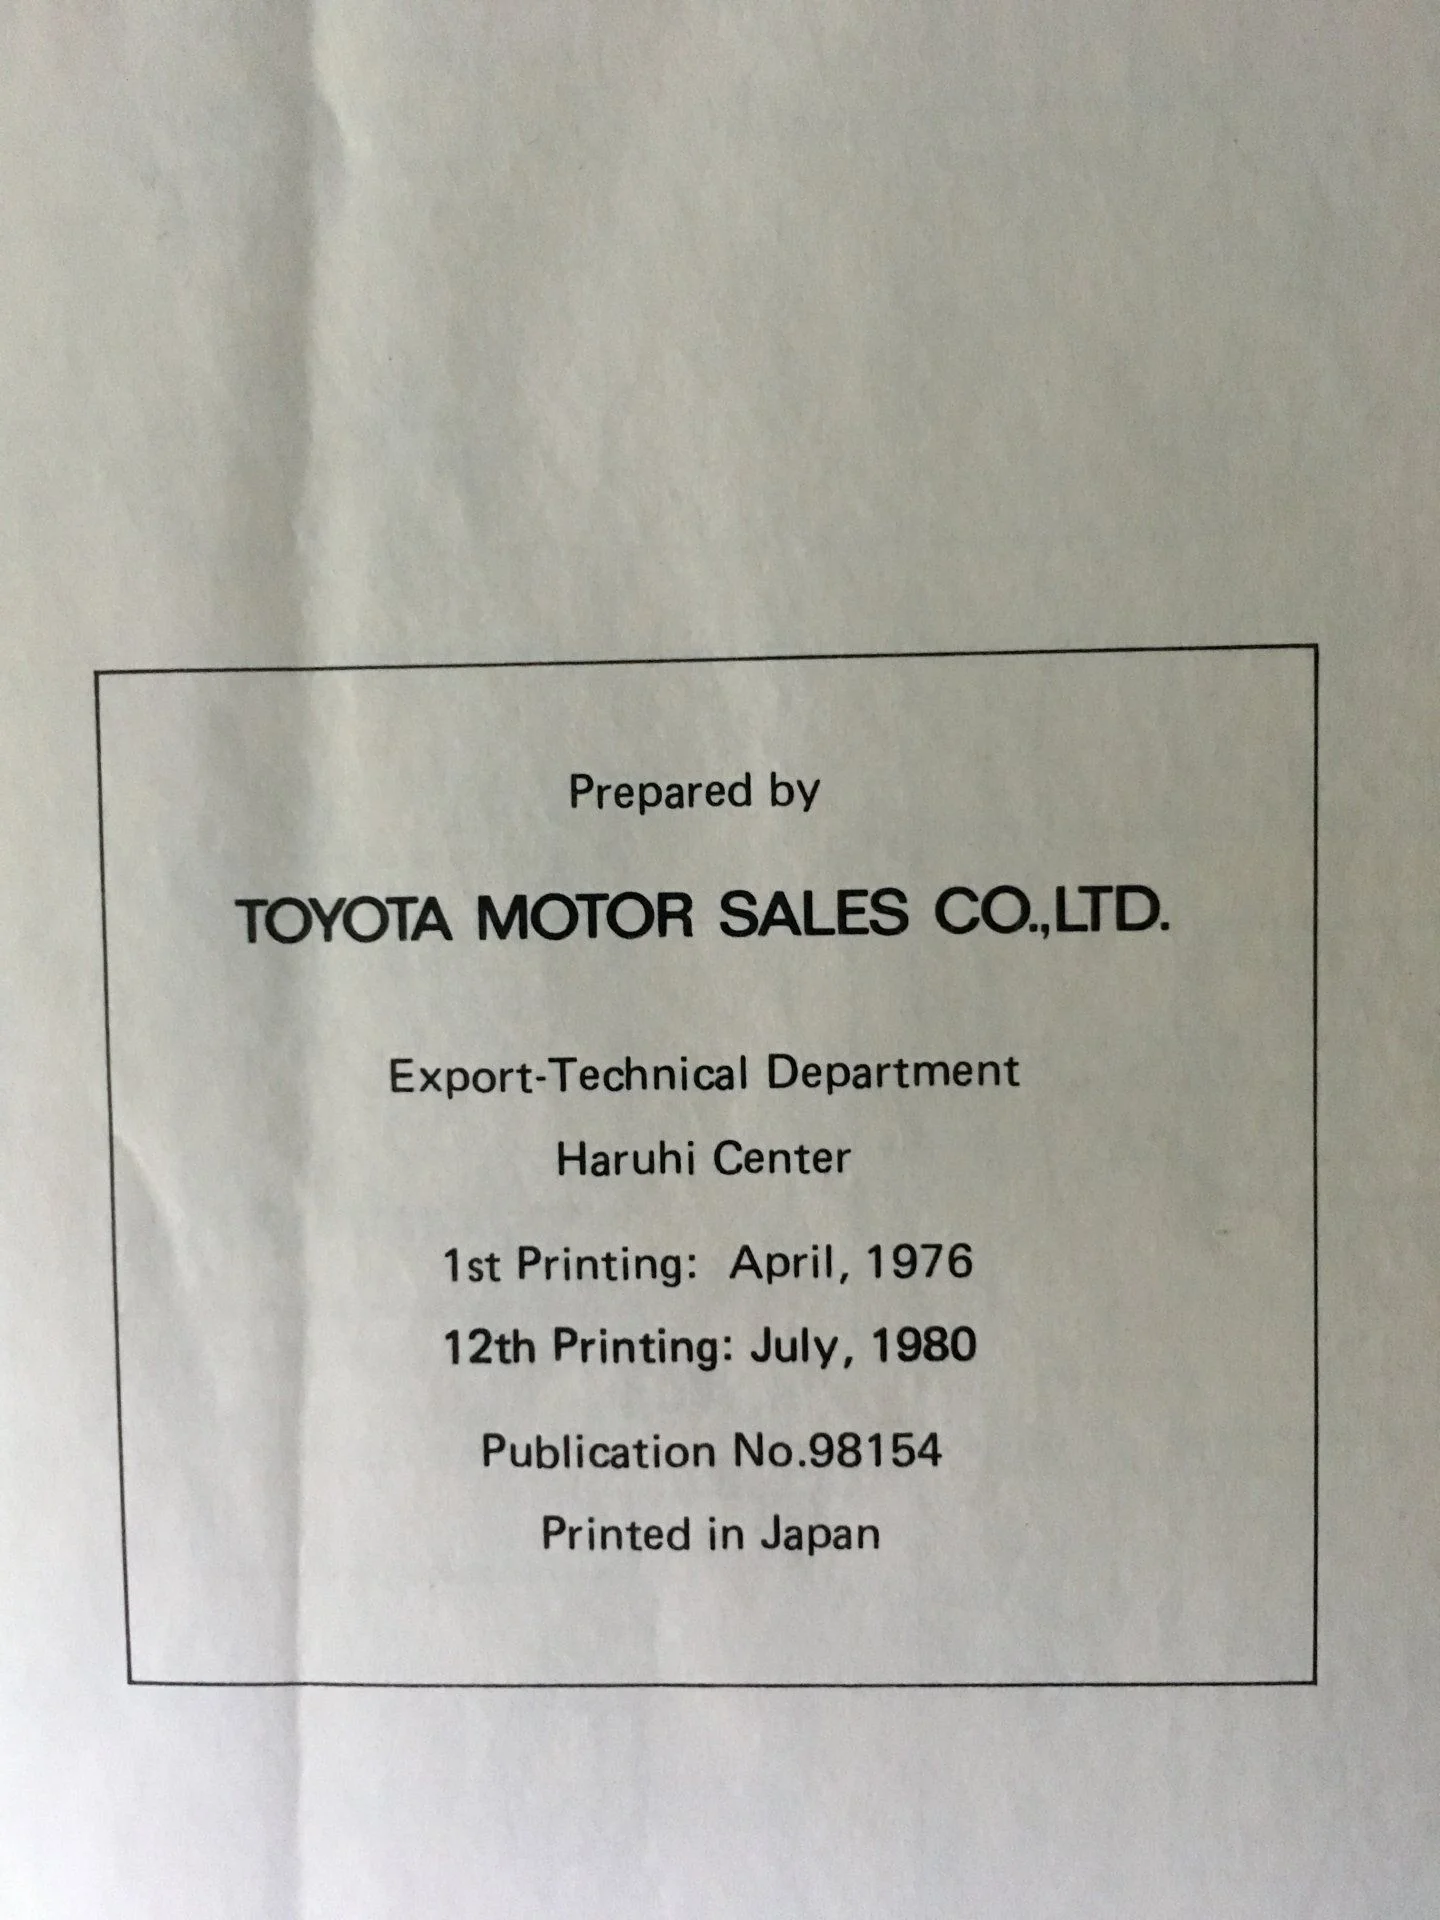 Prepared by
TOYOTA MOTOR SALES CO.,LTD.
Export-Technical Department
Haruhi Center
1st Printing: April, 1976
12th Printing: July, 1980
Publication No.98154
Printed in Japan